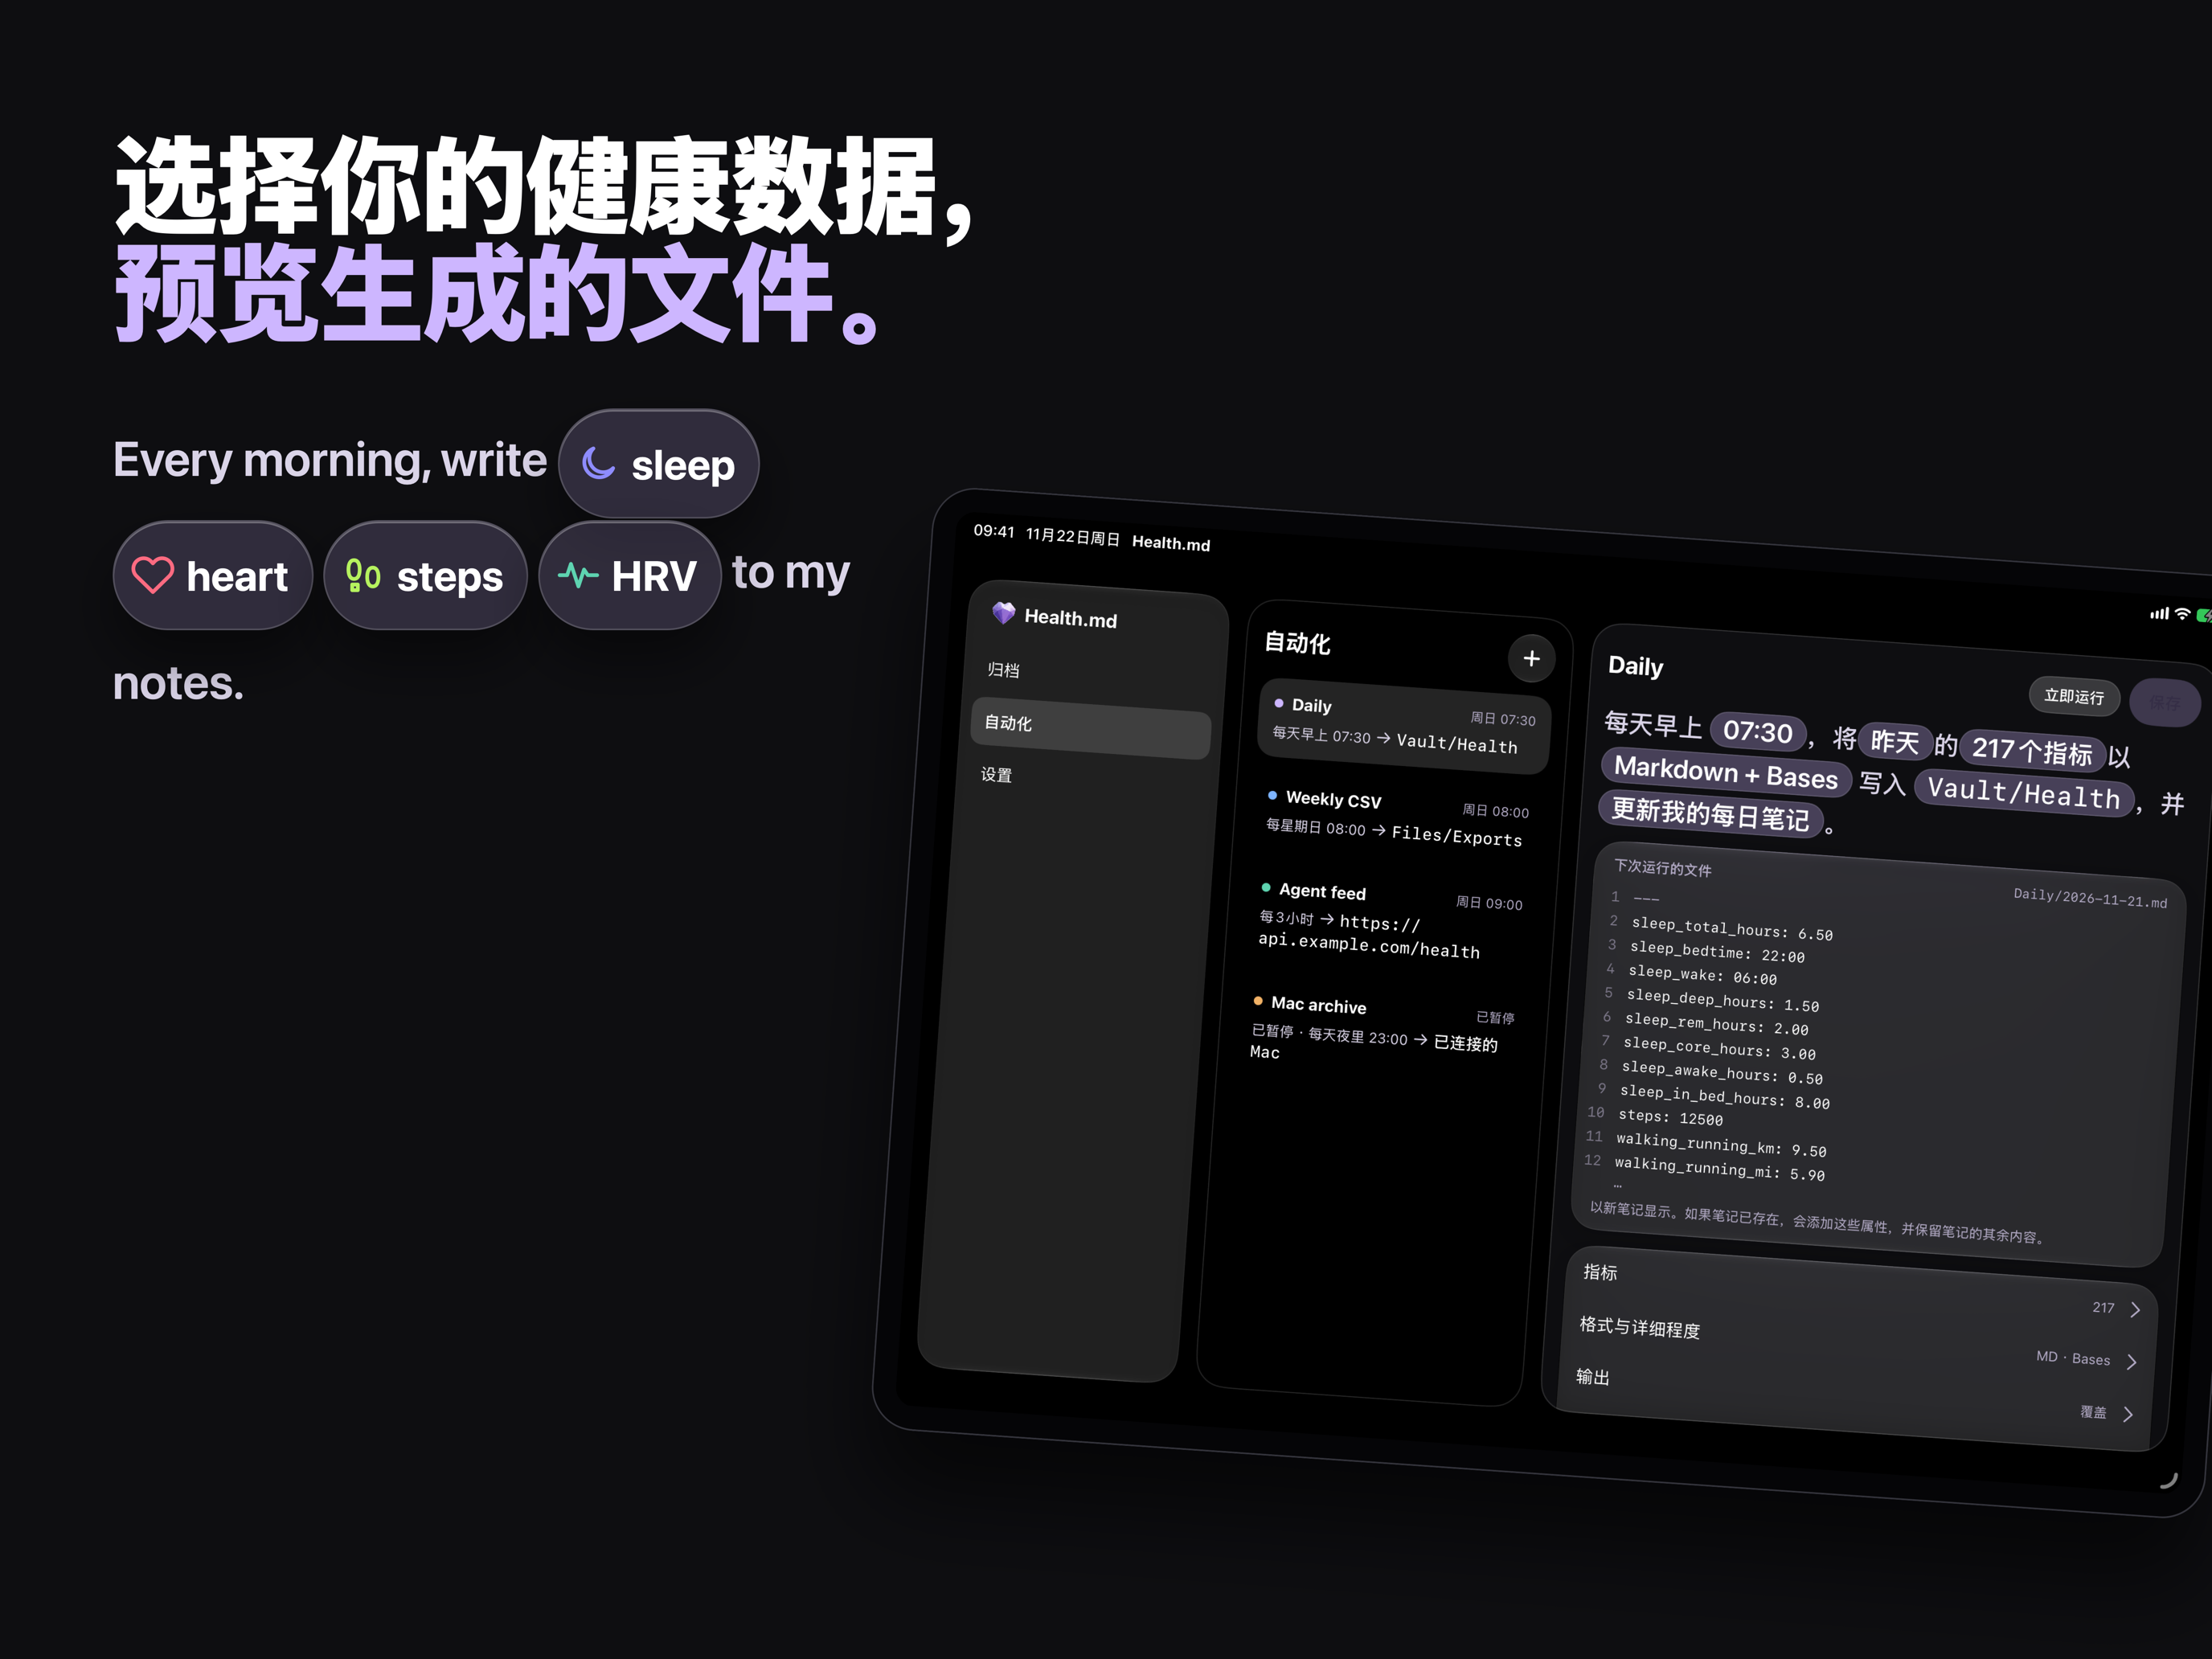 选择你的健康数据，
预览生成的文件。
Every morning, write sleep
heart steps HRV to my
notes.
09:41 11月22日周日 Health.md
Health.md
归档
自动化
设置
自动化
Daily 周日 07:30
每天早上 07:30 → Vault/Health
Weekly CSV 周日 08:00
每星期日 08:00 → Files/Exports
Agent feed 周日 09:00
每3小时 → https://
api.example.com/health
Mac archive 已暂停
已暂停 · 每天夜里 23:00 → 已连接的
Mac
Daily
立即运行 保存
每天早上 07:30，将昨天的217个指标以
Markdown + Bases 写入 Vault/Health，并
更新我的每日笔记。
下次运行的文件 Daily/2026-11-21.md
1 ---
2 sleep_total_hours: 6.50
3 sleep_bedtime: 22:00
4 sleep_wake: 06:00
5 sleep_deep_hours: 1.50
6 sleep_rem_hours: 2.00
7 sleep_core_hours: 3.00
8 sleep_awake_hours: 0.50
9 sleep_in_bed_hours: 8.00
10 steps: 12500
11 walking_running_km: 9.50
12 walking_running_mi: 5.90
…
以新笔记显示。如果笔记已存在，会添加这些属性，并保留笔记的其余内容。
指标 217
格式与详细程度 MD · Bases
输出 覆盖